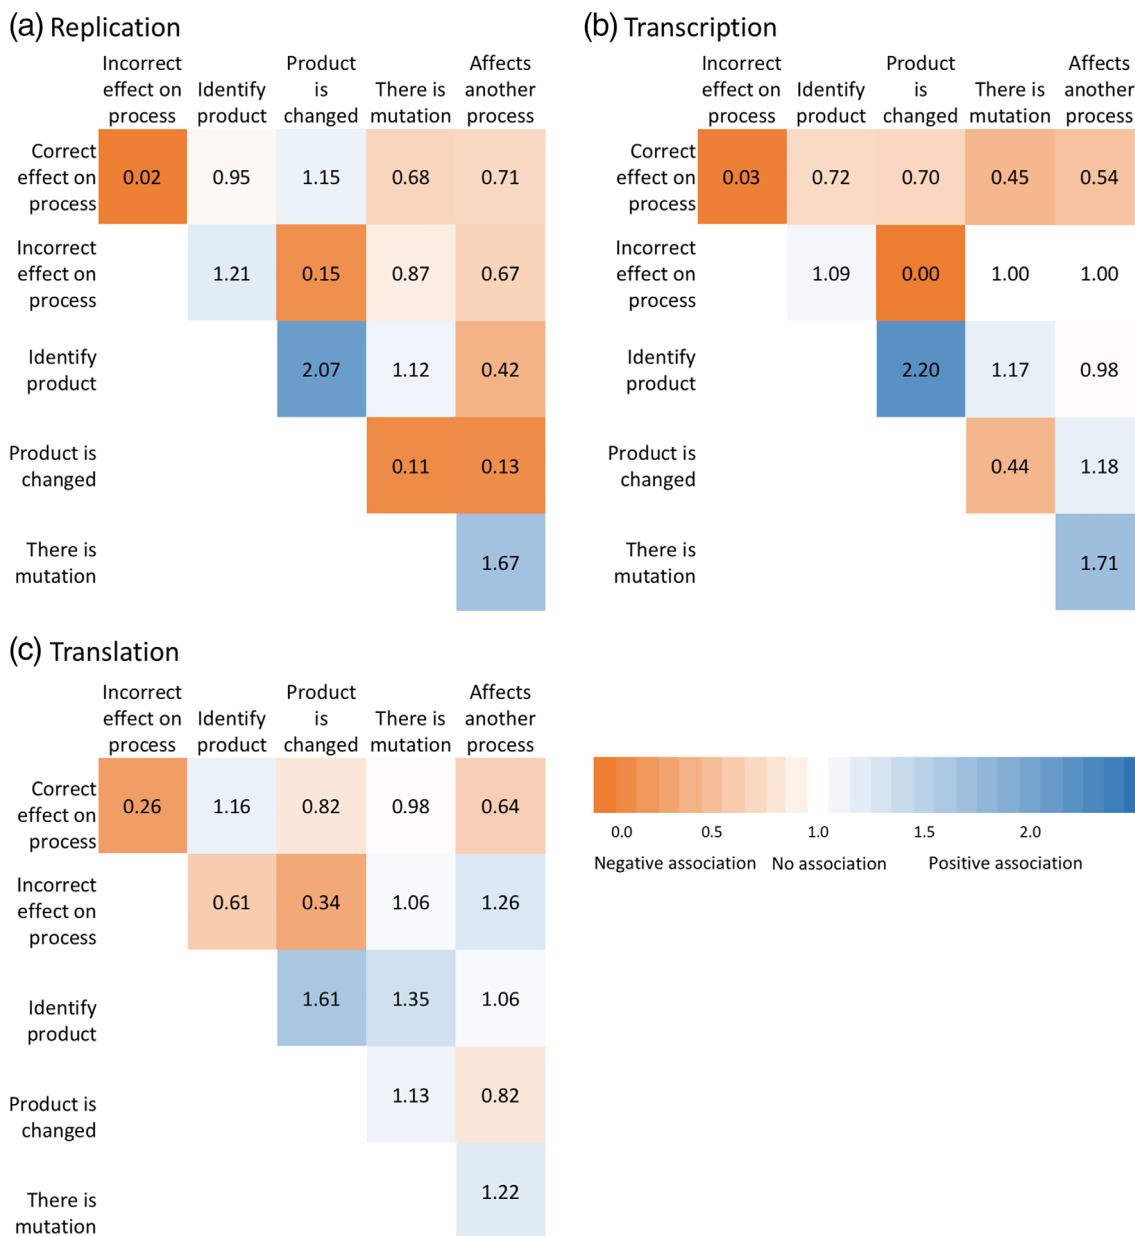 (a) Replication
Incorrect effect on process
Identify product
Product is changed
There is mutation
Affects another process
Correct effect on process
0.02 0.95 1.15 0.68 0.71
Incorrect effect on process
1.21 0.15 0.87 0.67
Identify product
2.07 1.12 0.42
Product is changed
0.11 0.13
There is mutation
1.67
(b) Transcription
Incorrect effect on process
Identify product
Product is changed
There is mutation
Affects another process
Correct effect on process
0.03 0.72 0.70 0.45 0.54
Incorrect effect on process
1.09 0.00 1.00 1.00
Identify product
2.20 1.17 0.98
Product is changed
0.44 1.18
There is mutation
1.71
(c) Translation
Incorrect effect on process
Identify product
Product is changed
There is mutation
Affects another process
Correct effect on process
0.26 1.16 0.82 0.98 0.64
Incorrect effect on process
0.61 0.34 1.06 1.26
Identify product
1.61 1.35 1.06
Product is changed
1.13 0.82
There is mutation
1.22
0.0 0.5 1.0 1.5 2.0
Negative association No association Positive association